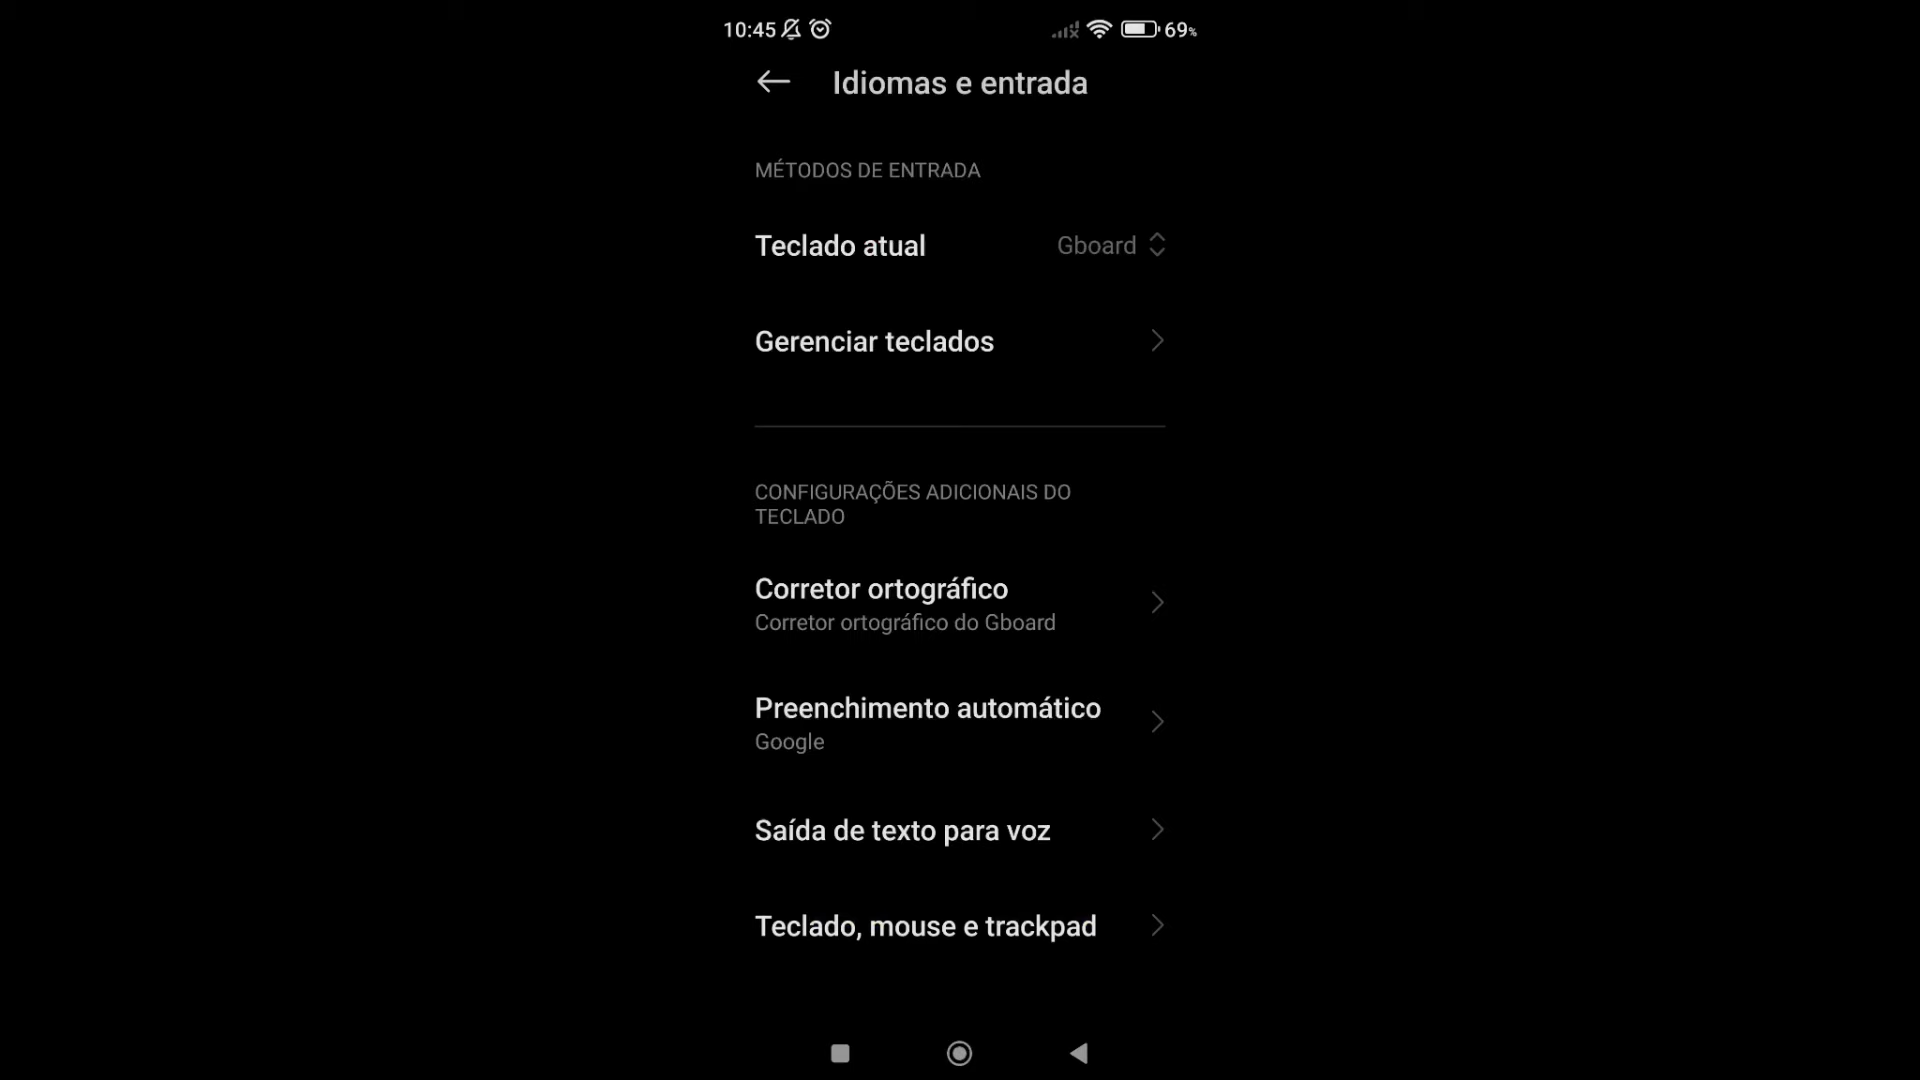 10:45
69%
Idiomas e entrada
MÉTODOS DE ENTRADA
Teclado atual
Gboard
Gerenciar teclados
CONFIGURAÇÕES ADICIONAIS DO
TECLADO
Corretor ortográfico
Corretor ortográfico do Gboard
Preenchimento automático
Google
Saída de texto para voz
Teclado, mouse e trackpad